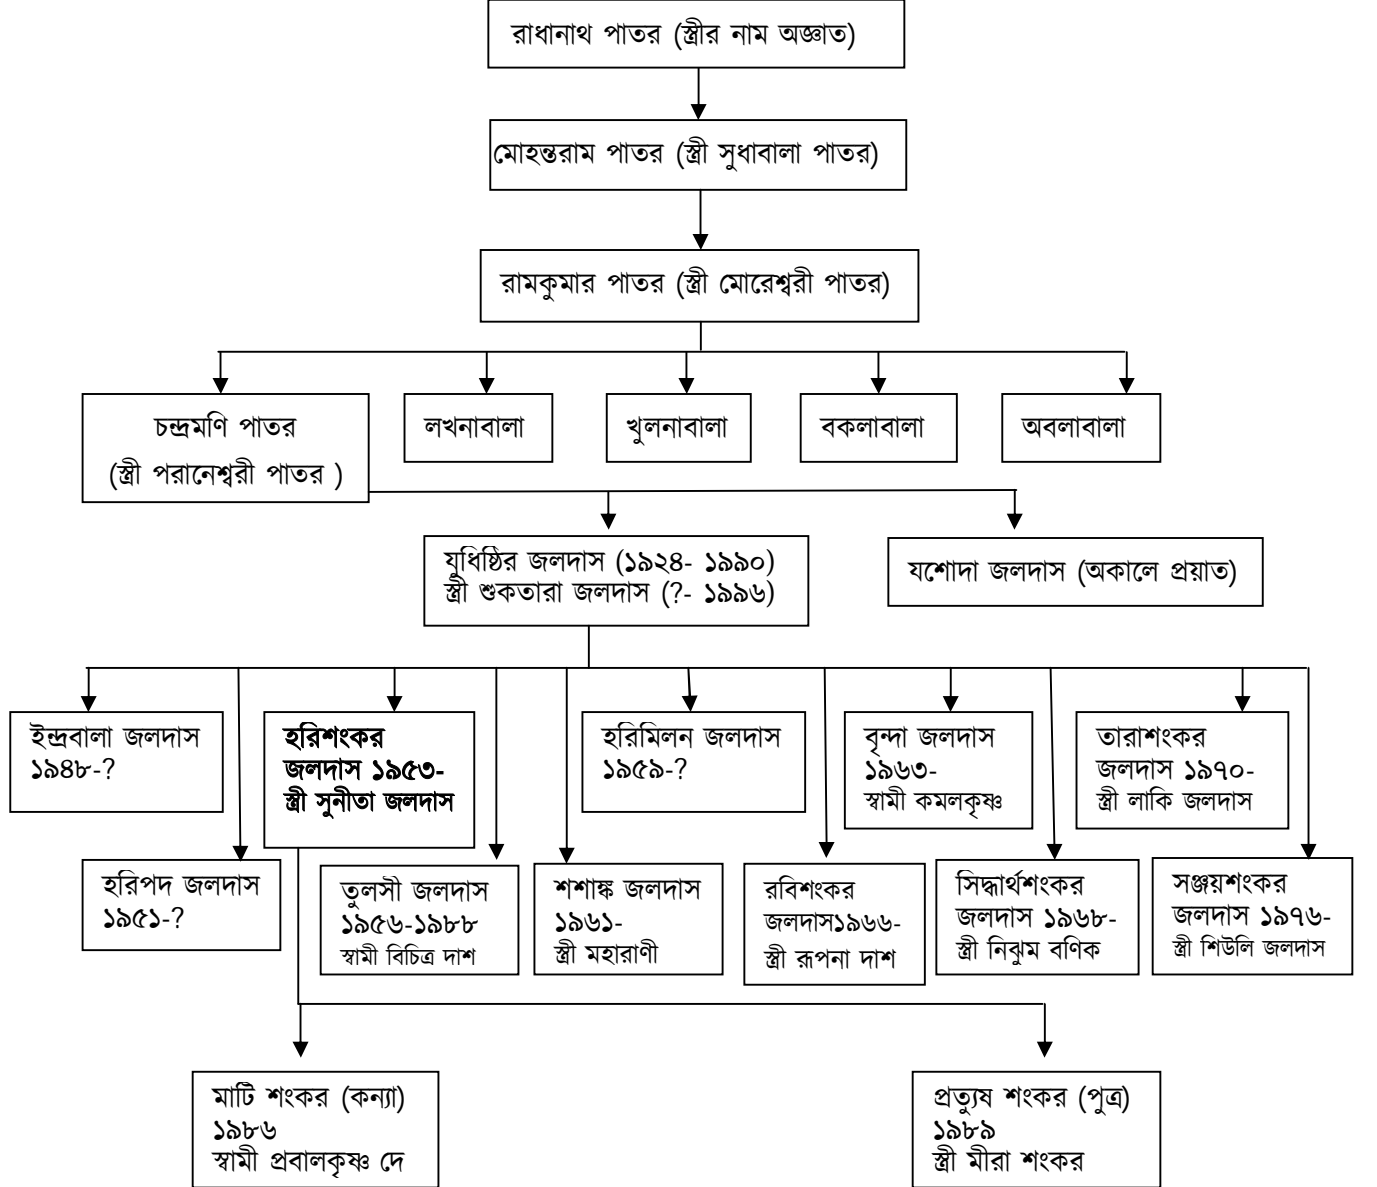 রাধানাথ পাতর (স্ত্রীর নাম অজ্ঞাত)
মোহন্তরাম পাতর (স্ত্রী সুধাবালা পাতর)
রামকুমার পাতর (স্ত্রী মোরেশ্বরী পাতর)
চন্দ্রমণি পাতর
(স্ত্রী পরানেশ্বরী পাতর )
লখনাবালা
খুলনাবালা
বকলাবালা
অবলাবালা
যুধিষ্ঠির জলদাস (১৯২৪- ১৯৯০)
স্ত্রী শুকতারা জলদাস (?- ১৯৯৬)
যশোদা জলদাস (অকালে প্রয়াত)
ইন্দ্রবালা জলদাস
১৯৪৮-?
হরিশংকর
জলদাস ১৯৫৩-
স্ত্রী সুনীতা জলদাস
হরিমিলন জলদাস
১৯৫৯-?
বৃন্দা জলদাস
১৯৬৩-
স্বামী কমলকৃষ্ণ
তারাশংকর
জলদাস ১৯৭০-
স্ত্রী লাকি জলদাস
হরিপদ জলদাস
১৯৫১-?
তুলসী জলদাস
১৯৫৬-১৯৮৮
স্বামী বিচিত্র দাশ
শশাঙ্ক জলদাস
১৯৬১-
স্ত্রী মহারাণী
রবিশংকর
জলদাস১৯৬৬-
স্ত্রী রূপনা দাশ
সিদ্ধার্থশংকর
জলদাস ১৯৬৮-
স্ত্রী নিঝুম বণিক
সঞ্জয়শংকর
জলদাস ১৯৭৬-
স্ত্রী শিউলি জলদাস
মাটি শংকর (কন্যা)
১৯৮৬
স্বামী প্রবালকৃষ্ণ দে
প্রত্যুষ শংকর (পুত্র)
১৯৮৯
স্ত্রী মীরা শংকর